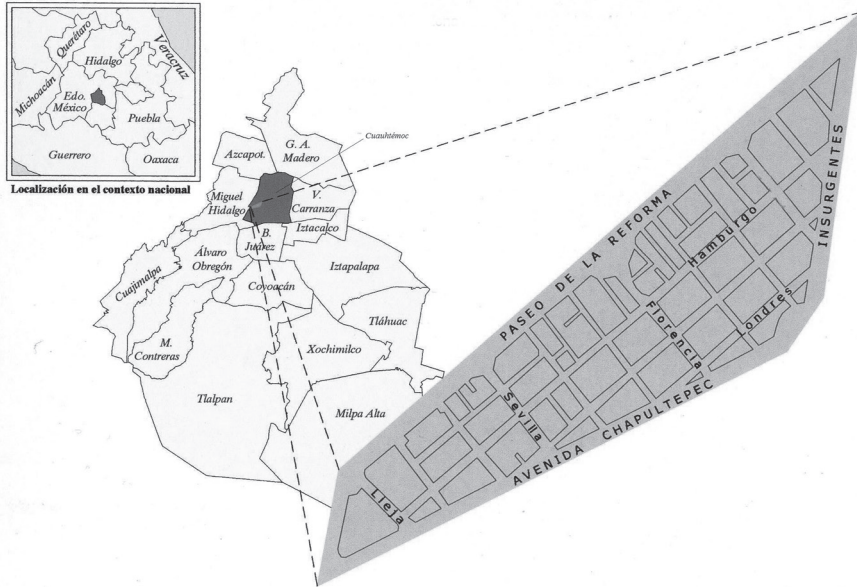 Querétaro
Veracruz
Hidalgo
Michoacán
Edo.
México
Puebla
Guerrero
Oaxaca
Localización en el contexto nacional
Cuauhtémoc
G. A.
Madero
Azcapot.
Miguel
Hidalgo
V.
Carranza
Iztacalco
B.
Juárez
Cuajimalpa
Álvaro
Obregón
Iztapalapa
Coyoacán
Tláhuac
M.
Contreras
Xochimilco
Tlalpan
Milpa Alta
PASEO DE LA REFORMA
INSURGENTES
Hamburgo
Florencia
Londres
Sevilla
AVENIDA CHAPULTEPEC
Lieja